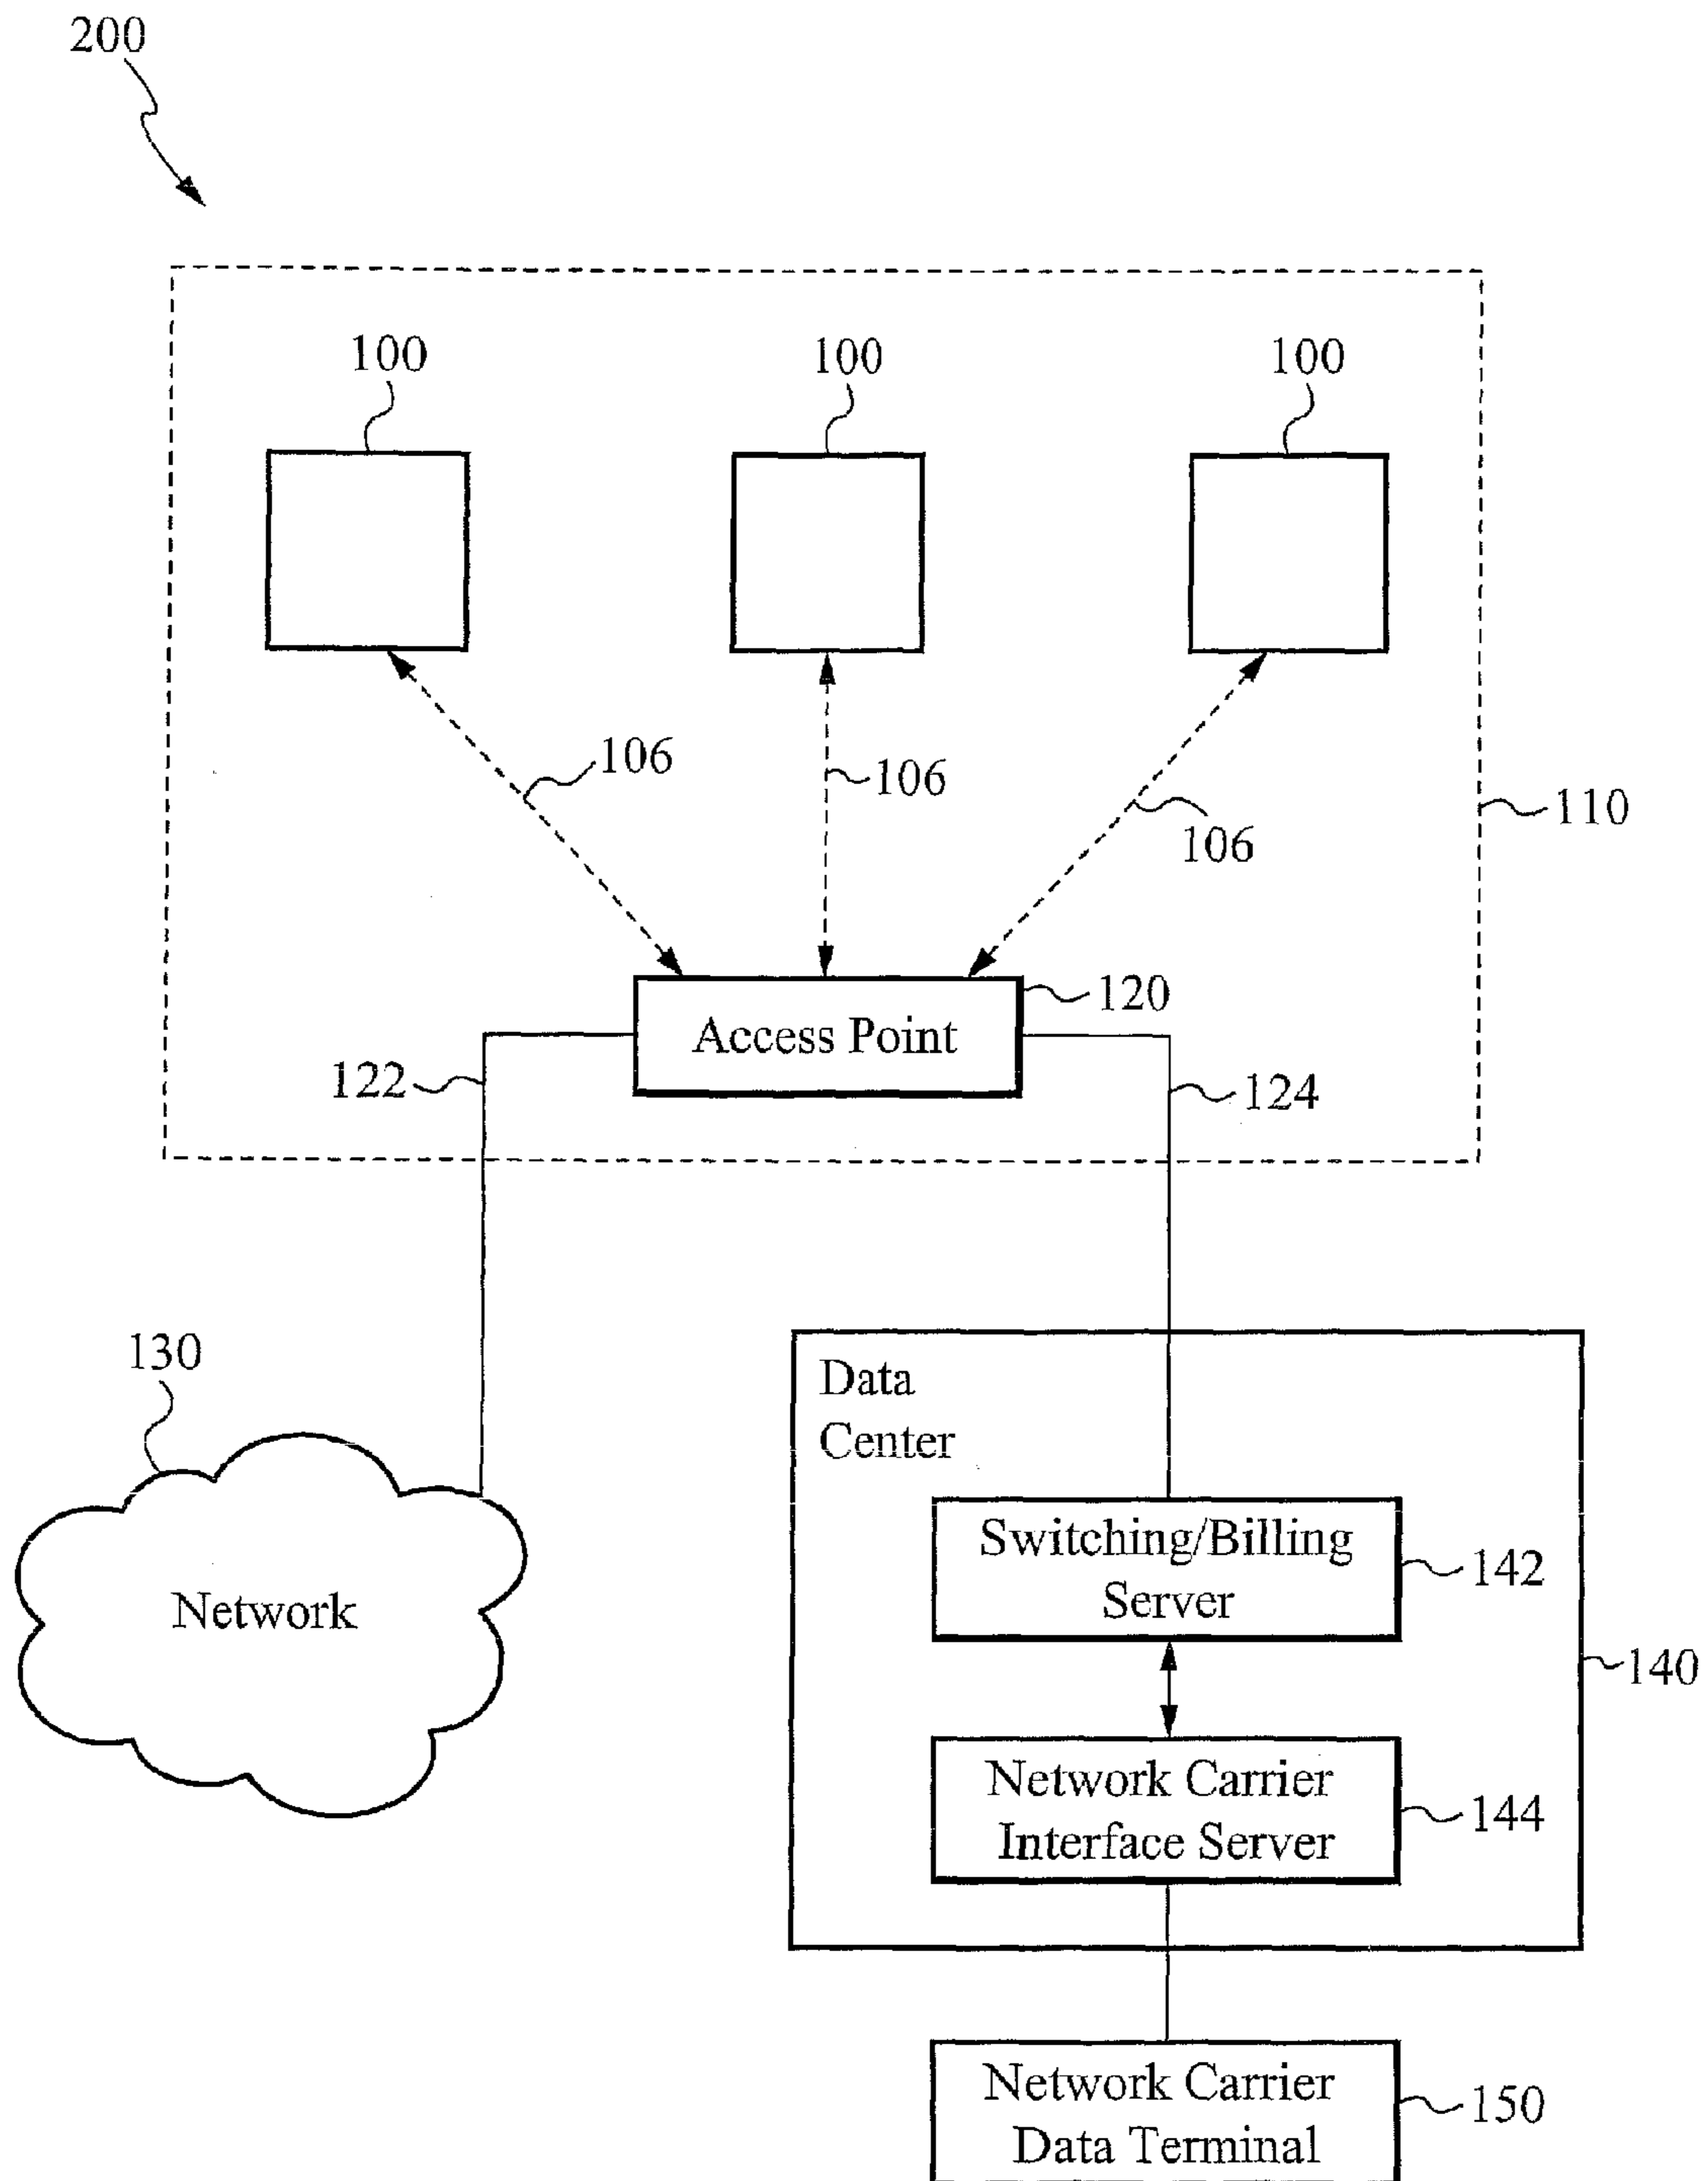 200
100
100
100
106
106
106
110
120
Access Point
122
124
130
Data
Center
Network
Switching/Billing
Server
142
140
Network Carrier
Interface Server
144
Network Carrier
Data Terminal
150